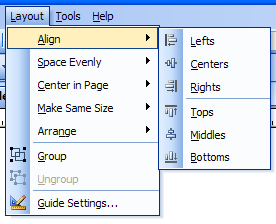 Layout Tools Help
Align
Space Evenly
Center in Page
Make Same Size
Arrange
Group
Ungroup
Guide Settings...
Lefts
Centers
Rights
Tops
Middles
Bottoms